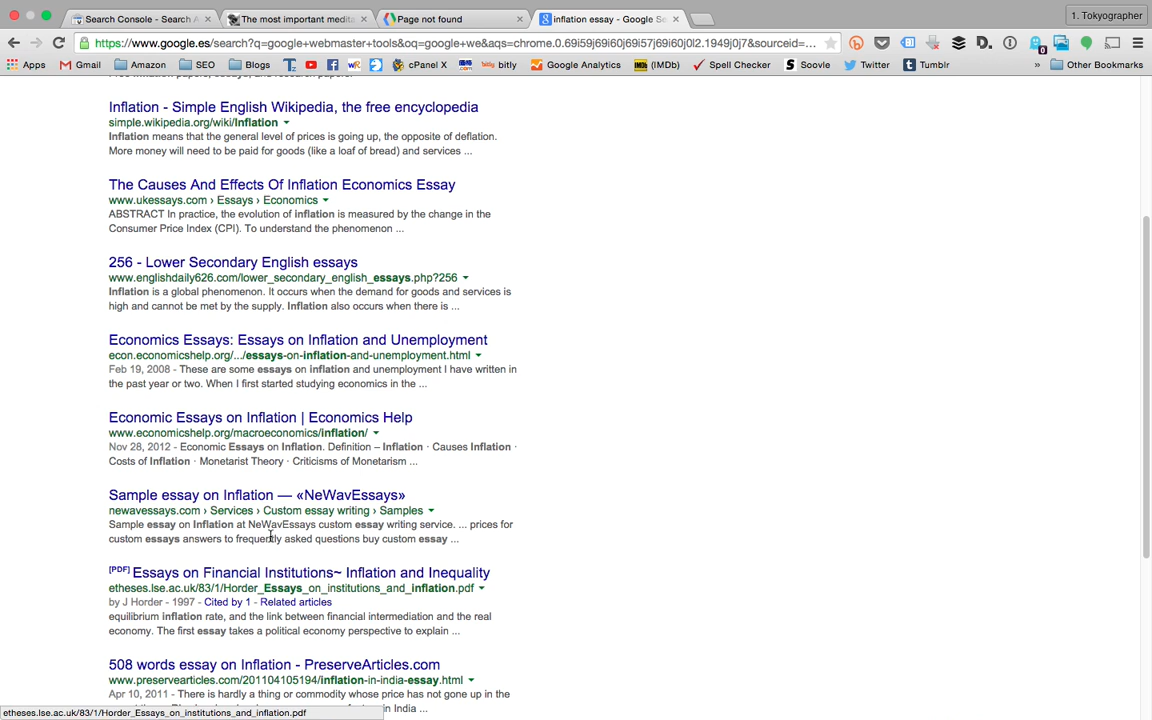 Search Console - Search A
The most important medita
Page not found
inflation essay - Google Se
1. Tokyographer
https://www.google.es/search?q=google+webmaster+tools&oq=google+we&aqs=chrome.0.69i59j69i60j69i57j69i60j0l2.1949j0j7&sourceid=...
Apps
Gmail
Amazon
SEO
Blogs
cPanel X
bitly
Google Analytics
(IMDb)
Spell Checker
Soovle
Twitter
Tumblr
»
Other Bookmarks
Inflation - Simple English Wikipedia, the free encyclopedia
simple.wikipedia.org/wiki/Inflation
Inflation means that the general level of prices is going up, the opposite of deflation.
More money will need to be paid for goods (like a loaf of bread) and services ...
The Causes And Effects Of Inflation Economics Essay
www.ukessays.com › Essays › Economics
ABSTRACT In practice, the evolution of inflation is measured by the change in the
Consumer Price Index (CPI). To understand the phenomenon ...
256 - Lower Secondary English essays
www.englishdaily626.com/lower_secondary_english_essays.php?256
Inflation is a global phenomenon. It occurs when the demand for goods and services is
high and cannot be met by the supply. Inflation also occurs when there is ...
Economics Essays: Essays on Inflation and Unemployment
econ.economicshelp.org/.../essays-on-inflation-and-unemployment.html
Feb 19, 2008 - These are some essays on inflation and unemployment I have written in
the past year or two. When I first started studying economics in the ...
Economic Essays on Inflation | Economics Help
www.economicshelp.org/macroeconomics/inflation/
Nov 28, 2012 - Economic Essays on Inflation. Definition – Inflation · Causes Inflation ·
Costs of Inflation · Monetarist Theory · Criticisms of Monetarism ...
Sample essay on Inflation — «NeWavEssays»
newavessays.com › Services › Custom essay writing › Samples
Sample essay on Inflation at NeWavEssays custom essay writing service. ... prices for
custom essays answers to frequently asked questions buy custom essay ...
[PDF] Essays on Financial Institutions~ Inflation and Inequality
etheses.lse.ac.uk/83/1/Horder_Essays_on_institutions_and_inflation.pdf
by J Horder - 1997 - Cited by 1 - Related articles
equilibrium inflation rate, and the link between financial intermediation and the real
economy. The first essay takes a political economy perspective to explain ...
508 words essay on Inflation - PreserveArticles.com
www.preservearticles.com/201104105194/inflation-in-india-essay.html
Apr 10, 2011 - There is hardly a thing or commodity whose price has not gone up in the
in India ...
etheses.lse.ac.uk/83/1/Horder_Essays_on_institutions_and_inflation.pdf